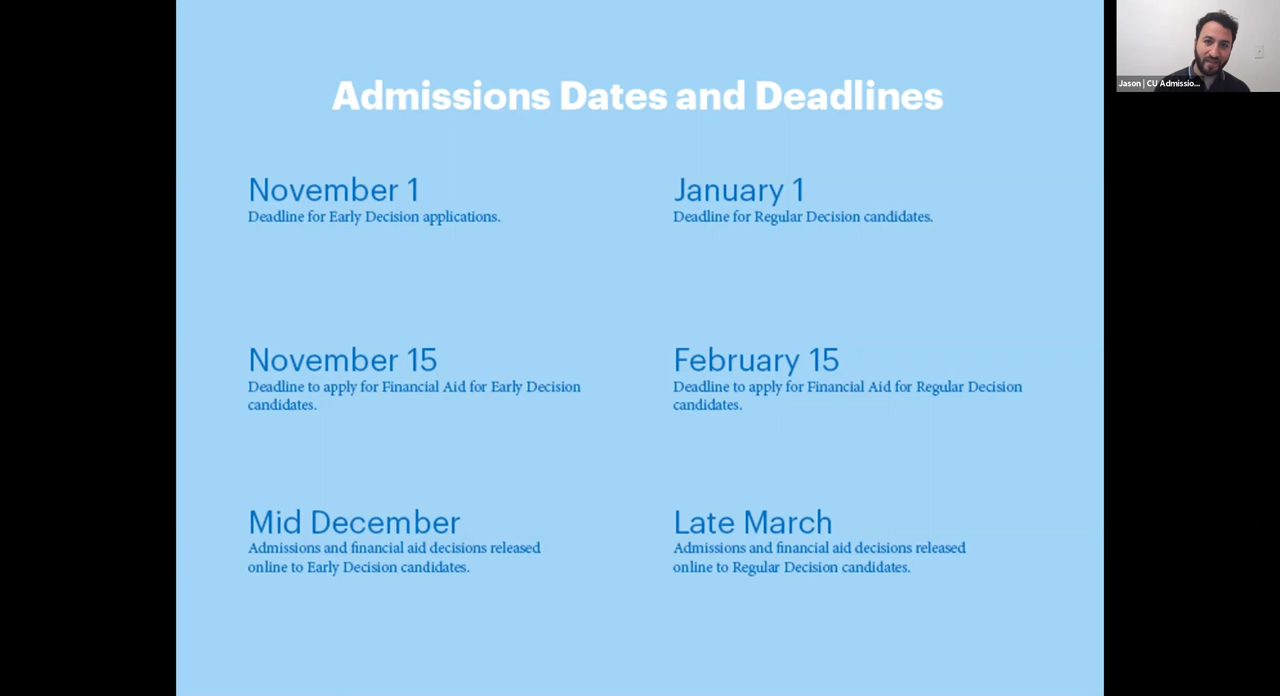 Admissions Dates and Deadlines
November 1
Deadline for Early Decision applications.
November 15
Deadline to apply for Financial Aid for Early Decision
candidates.
Mid December
Admissions and financial aid decisions released
online to Early Decision candidates.
January 1
Deadline for Regular Decision candidates.
February 15
Deadline to apply for Financial Aid for Regular Decision
candidates.
Late March
Admissions and financial aid decisions released
online to Regular Decision candidates.
Jason | CU Admissio...